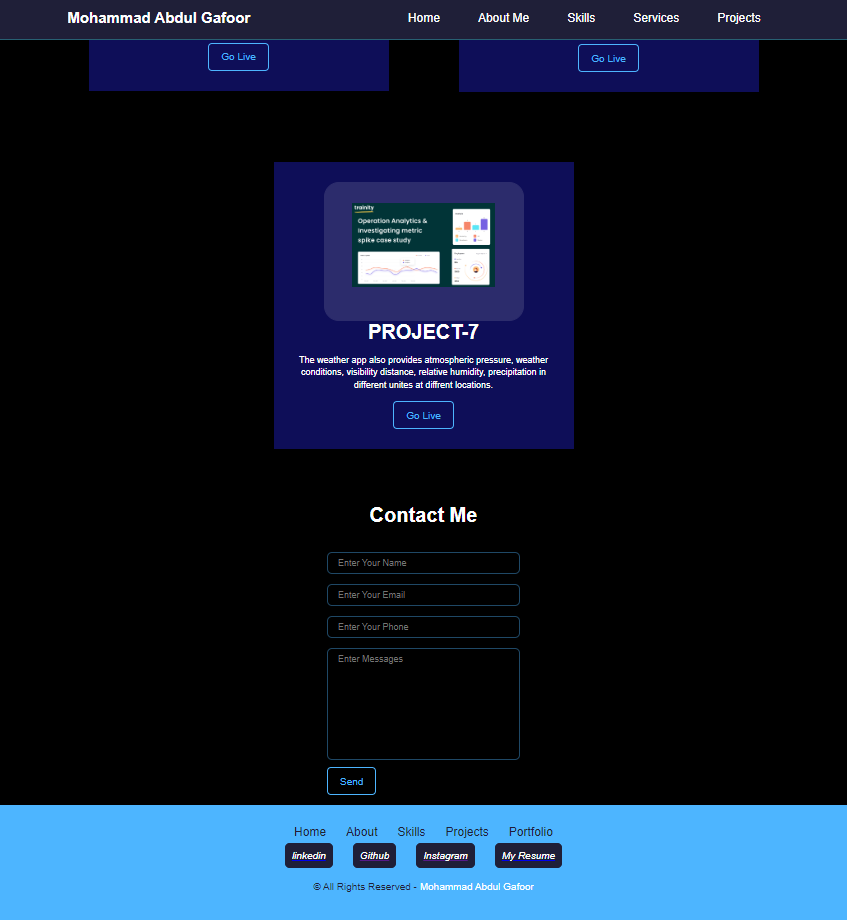 Mohammad Abdul Gafoor
Home About Me Skills Services Projects
Go Live
Go Live
trainity
Operation Analytics &
Investigating metric
spike case study
PROJECT-7
The weather app also provides atmospheric pressure, weather
conditions, visibility distance, relative humidity, precipitation in
different unites at diffrent locations.
Go Live
Contact Me
Enter Your Name
Enter Your Email
Enter Your Phone
Enter Messages
Send
Home About Skills Projects Portfolio
linkedin Github Instagram My Resume
© All Rights Reserved - Mohammad Abdul Gafoor